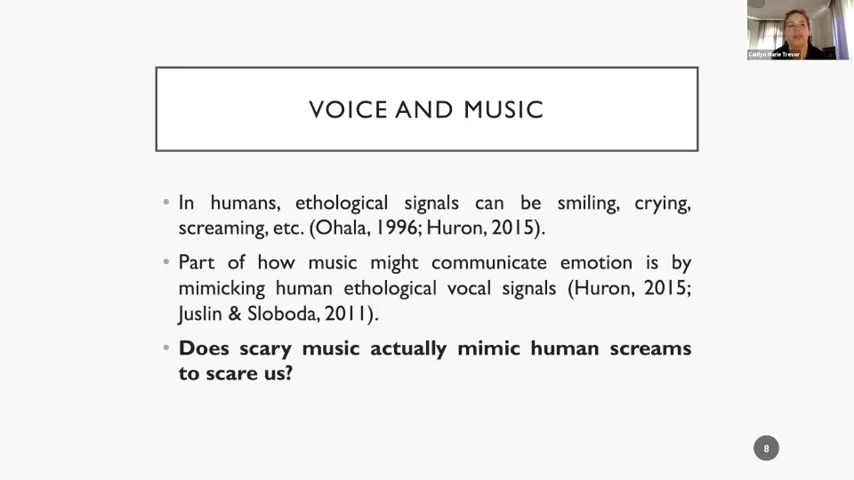 Caitlyn Marie Trevor
VOICE AND MUSIC
• In humans, ethological signals can be smiling, crying,
screaming, etc. (Ohala, 1996; Huron, 2015).
• Part of how music might communicate emotion is by
mimicking human ethological vocal signals (Huron, 2015;
Juslin & Sloboda, 2011).
• Does scary music actually mimic human screams
to scare us?
8